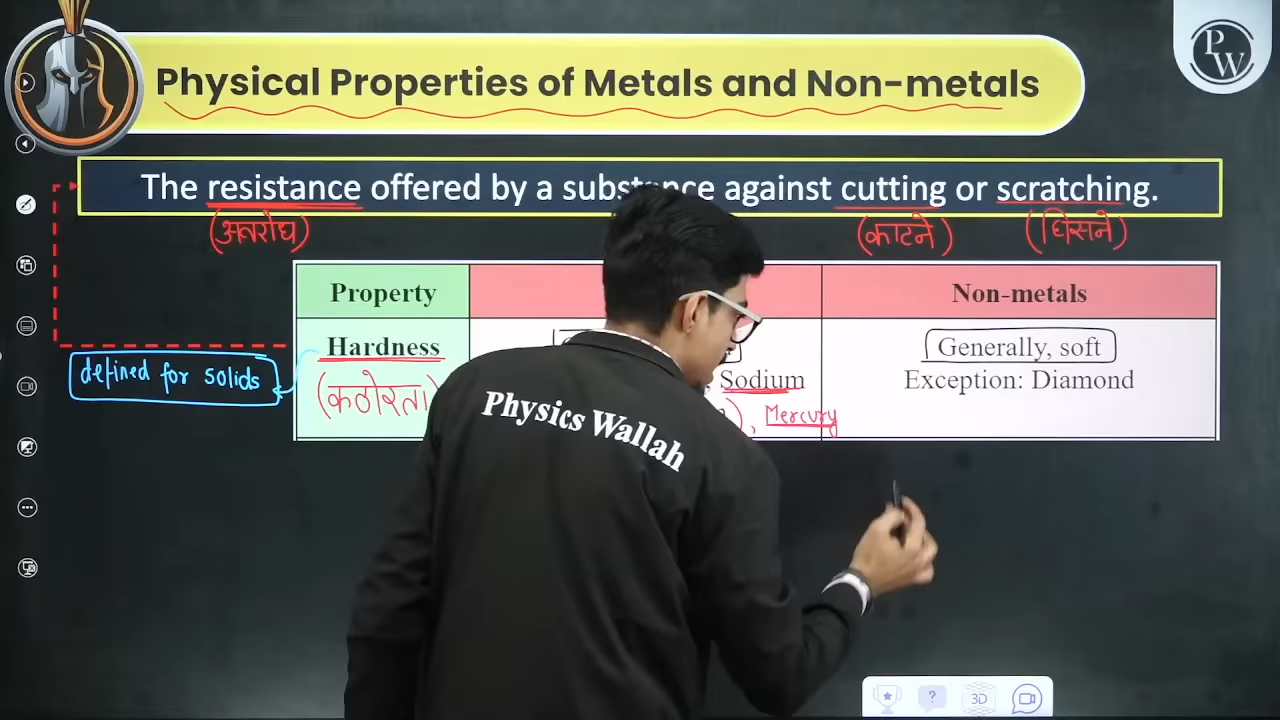 Physical Properties of Metals and Non-metals
PW
The resistance offered by a substance against cutting or scratching.
(अवरोध) (काटने) (घिसने)
Property Non-metals
Hardness Generally, soft
defined for solids
(कठोरता) Sodium Exception: Diamond
, Mercury
Physics Wallah
? 3D